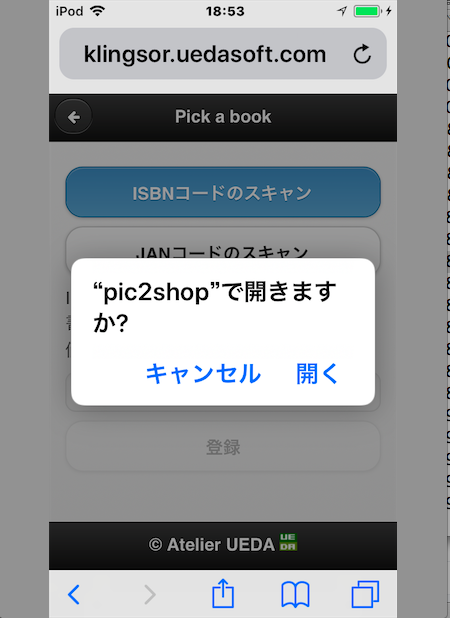 iPod 18:53
klingsor.uedasoft.com
Pick a book
ISBNコードのスキャン
JANコードのスキャン
“pic2shop”で開きます
か?
キャンセル 開く
登録
© Atelier UEDA UE
DA